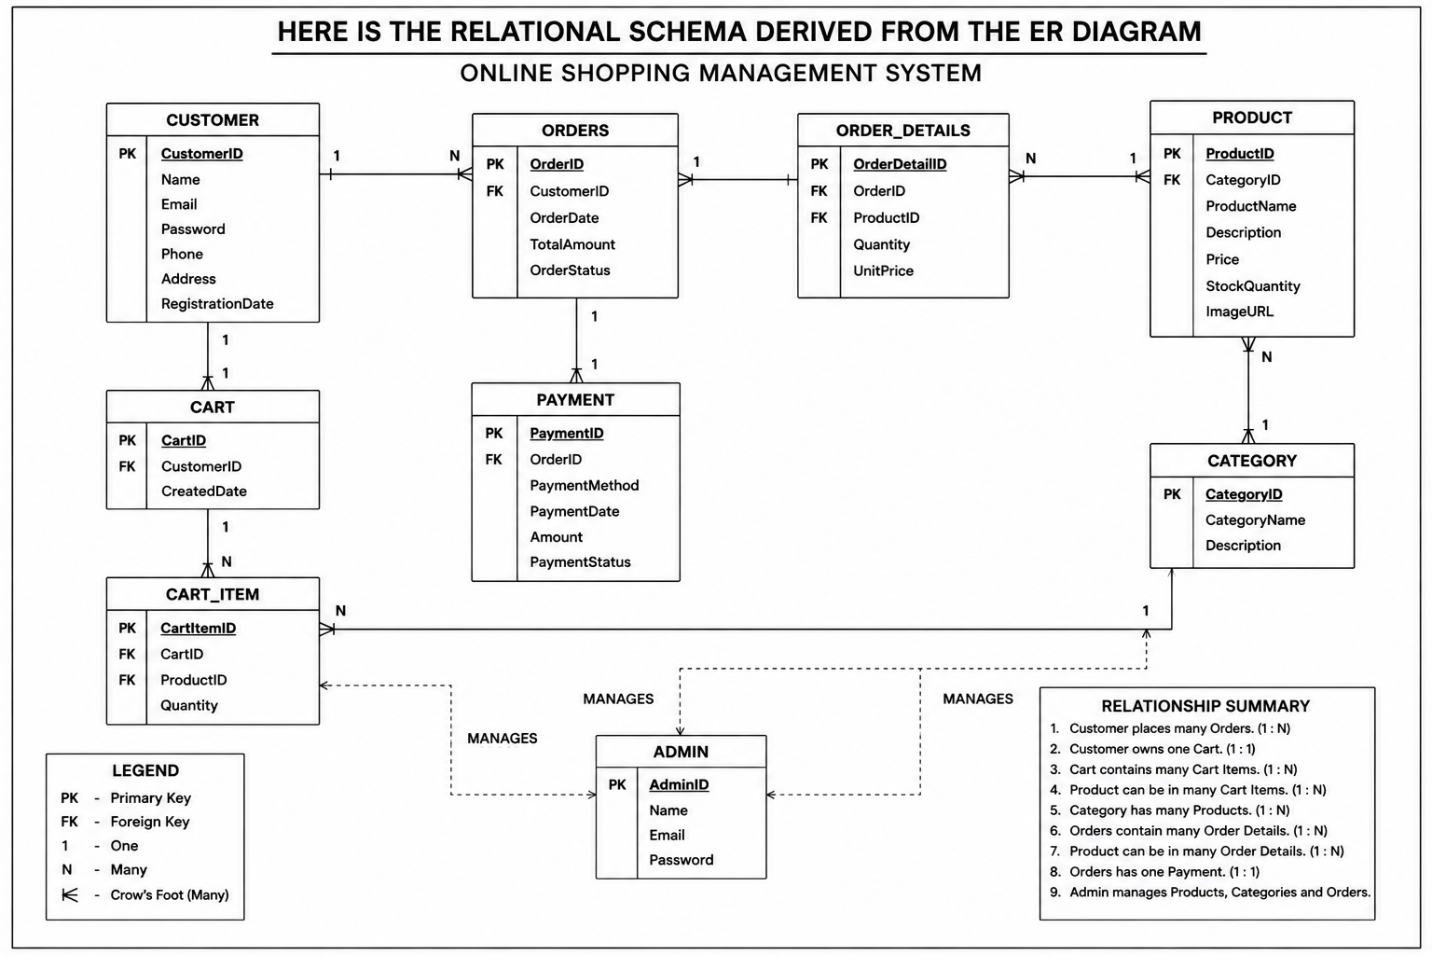 HERE IS THE RELATIONAL SCHEMA DERIVED FROM THE ER DIAGRAM
ONLINE SHOPPING MANAGEMENT SYSTEM
CUSTOMER
PK CustomerID
Name
Email
Password
Phone
Address
RegistrationDate
1 N
ORDERS
PK OrderID
FK CustomerID
OrderDate
TotalAmount
OrderStatus
1
ORDER_DETAILS
PK OrderDetailID
FK OrderID
FK ProductID
Quantity
UnitPrice
N 1
PRODUCT
PK ProductID
FK CategoryID
ProductName
Description
Price
StockQuantity
ImageURL
1
1
CART
PK CartID
FK CustomerID
CreatedDate
1
1
PAYMENT
PK PaymentID
FK OrderID
PaymentMethod
PaymentDate
Amount
PaymentStatus
N
1
CATEGORY
PK CategoryID
CategoryName
Description
1
N
CART_ITEM
PK CartItemID
FK CartID
FK ProductID
Quantity
N 1
MANAGES
MANAGES
MANAGES
ADMIN
PK AdminID
Name
Email
Password
LEGEND
PK - Primary Key
FK - Foreign Key
1 - One
N - Many
- Crow's Foot (Many)
RELATIONSHIP SUMMARY
1. Customer places many Orders. (1 : N)
2. Customer owns one Cart. (1 : 1)
3. Cart contains many Cart Items. (1 : N)
4. Product can be in many Cart Items. (1 : N)
5. Category has many Products. (1 : N)
6. Orders contain many Order Details. (1 : N)
7. Product can be in many Order Details. (1 : N)
8. Orders has one Payment. (1 : 1)
9. Admin manages Products, Categories and Orders.